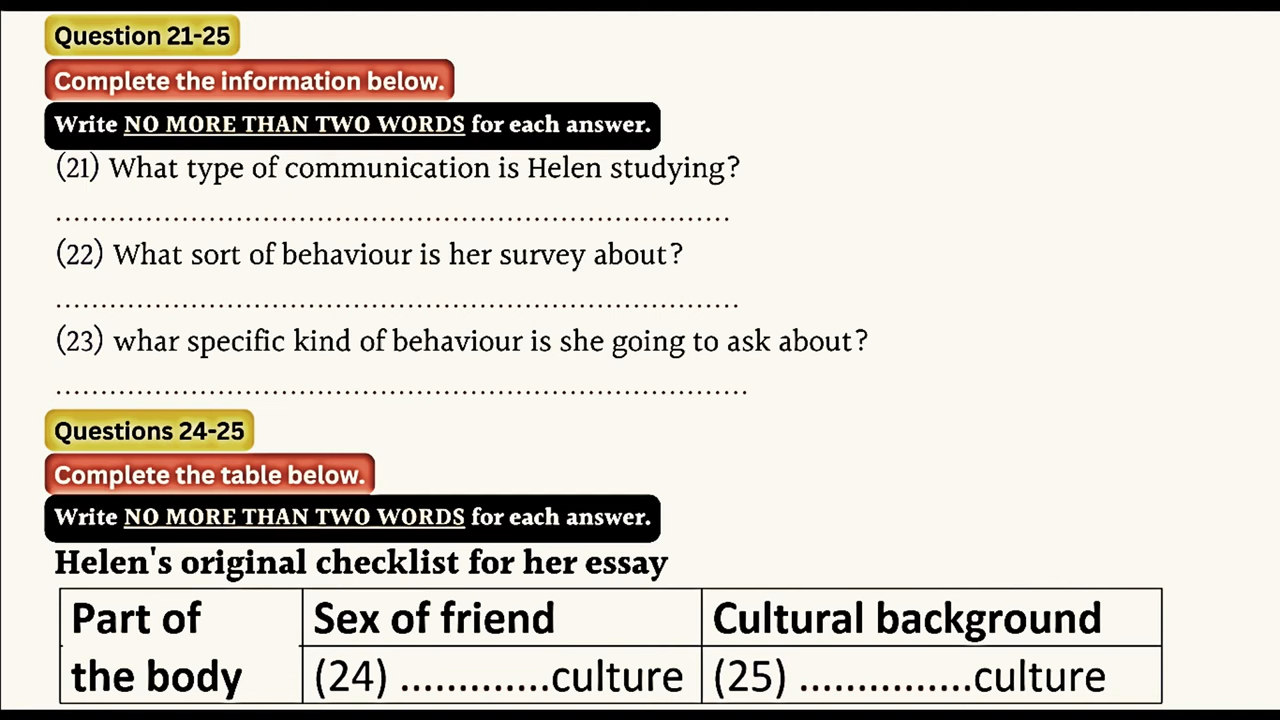 Question 21-25
Complete the information below.
Write NO MORE THAN TWO WORDS for each answer.
(21) What type of communication is Helen studying?
..........................................................................
(22) What sort of behaviour is her survey about?
...........................................................................
(23) whar specific kind of behaviour is she going to ask about?
............................................................................
Questions 24-25
Complete the table below.
Write NO MORE THAN TWO WORDS for each answer.
Helen's original checklist for her essay
Part of the body
Sex of friend
Cultural background
(24) .............culture
(25) ...............culture